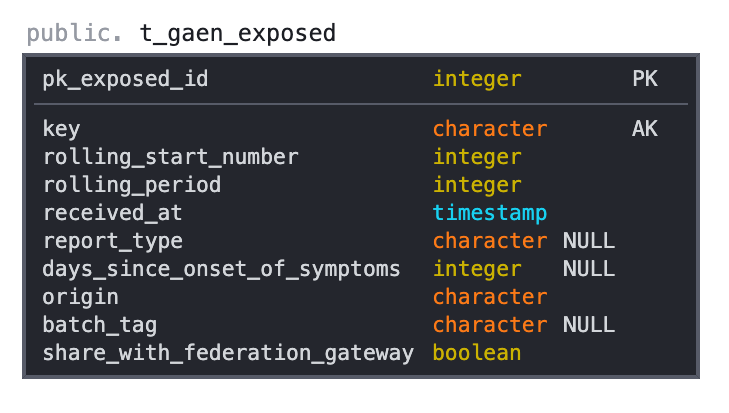 public. t_gaen_exposed
pk_exposed_id integer PK
key character AK
rolling_start_number integer
rolling_period integer
received_at timestamp
report_type character NULL
days_since_onset_of_symptoms integer NULL
origin character
batch_tag character NULL
share_with_federation_gateway boolean